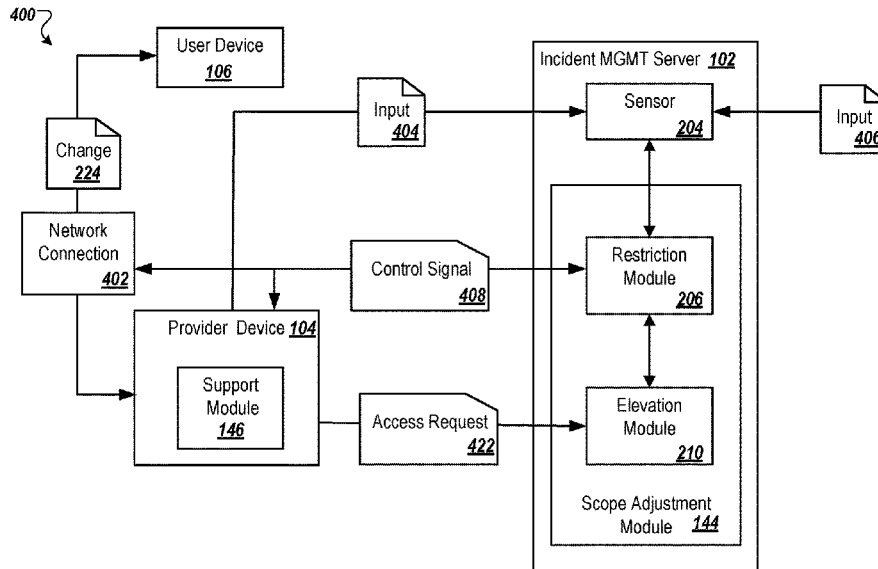 400
User Device
106
Incident MGMT Server 102
Sensor
204
Input
404
Input
406
Change
224
Network
Connection
402
Control Signal
408
Restriction
Module
206
Provider Device 104
Support
Module
146
Access Request
422
Elevation
Module
210
Scope Adjustment
Module 144